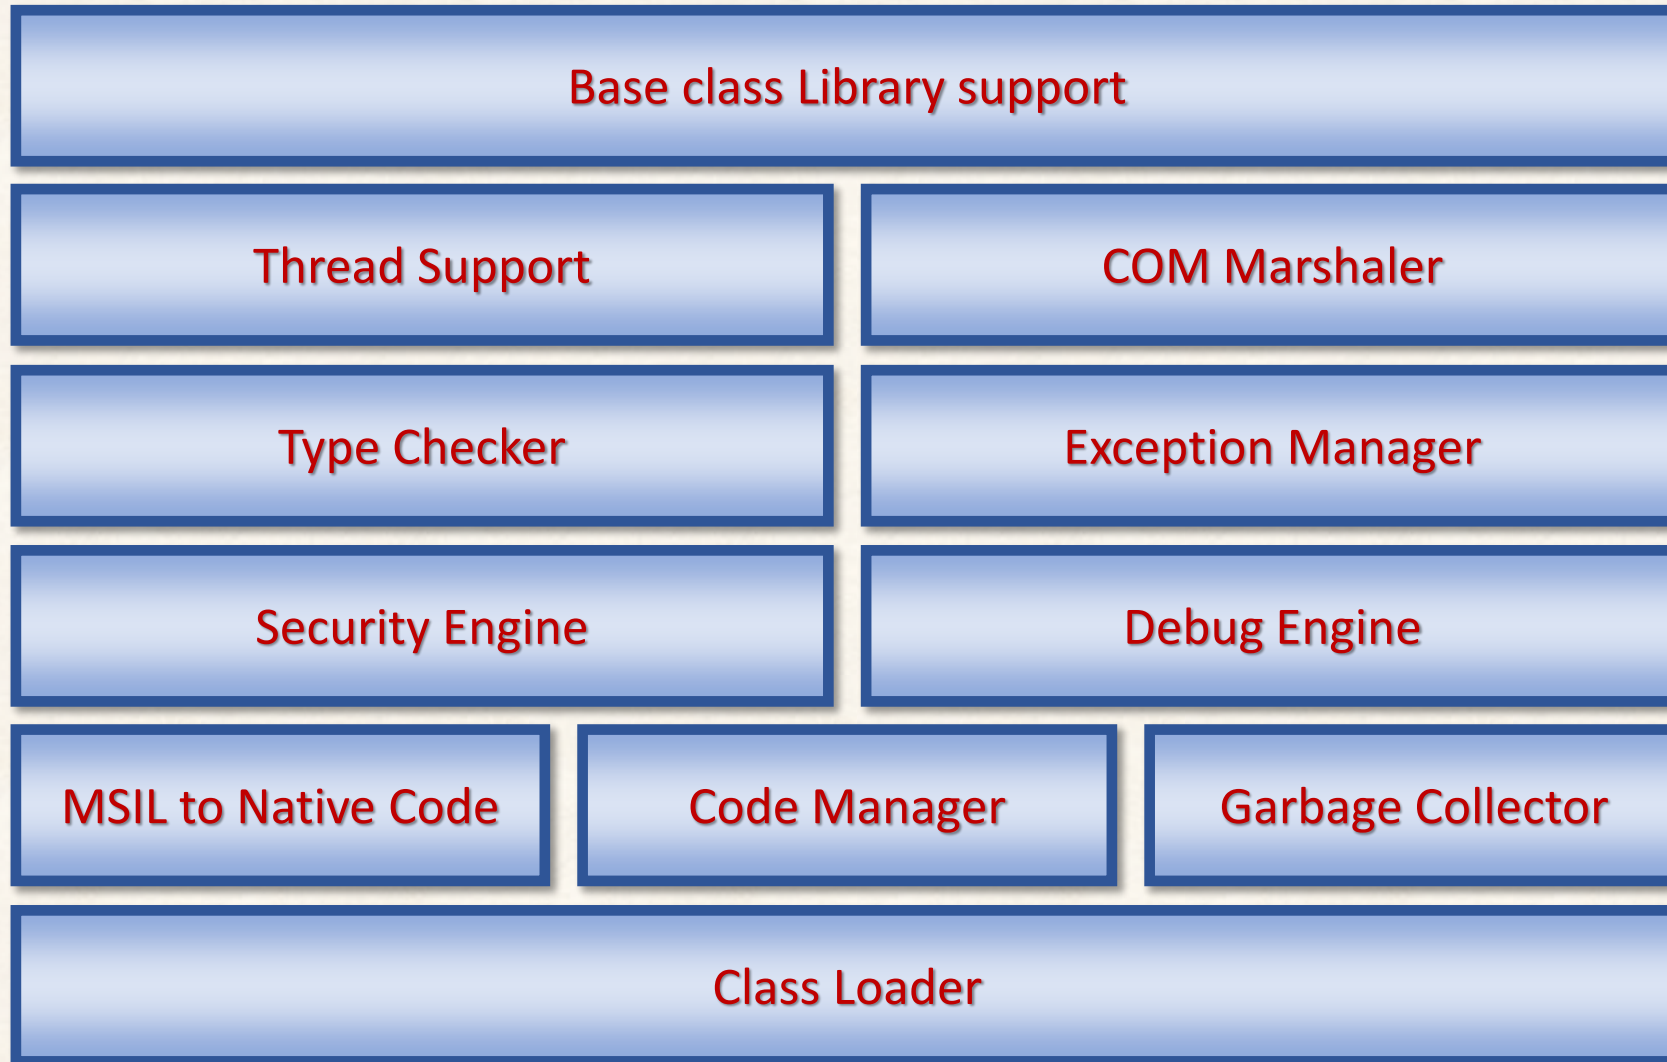 Base class Library support
Thread Support
COM Marshaler
Type Checker
Exception Manager
Security Engine
Debug Engine
MSIL to Native Code
Code Manager
Garbage Collector
Class Loader